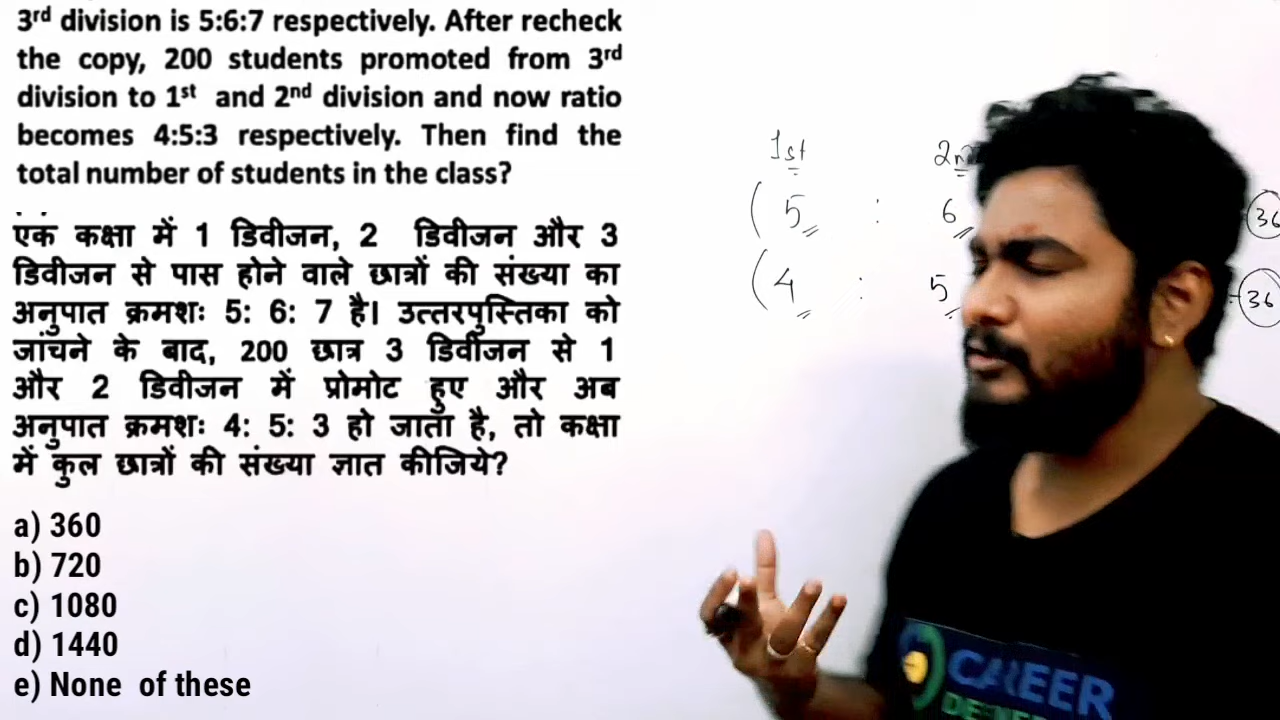 3rd division is 5:6:7 respectively. After recheck
the copy, 200 students promoted from 3rd
division to 1st and 2nd division and now ratio
becomes 4:5:3 respectively. Then find the
total number of students in the class?
एक कक्षा में 1 डिवीजन, 2 डिवीजन और 3
डिवीजन से पास होने वाले छात्रों की संख्या का
अनुपात क्रमशः 5: 6: 7 है। उत्तरपुस्तिका को
जांचने के बाद, 200 छात्र 3 डिवीजन से 1
और 2 डिवीजन में प्रोमोट हुए और अब
अनुपात क्रमशः 4: 5: 3 हो जाता है, तो कक्षा
में कुल छात्रों की संख्या ज्ञात कीजिये?
a) 360
b) 720
c) 1080
d) 1440
e) None of these
1st 2n
( 5 : 6 36
( 4 : 5 36
CAREER